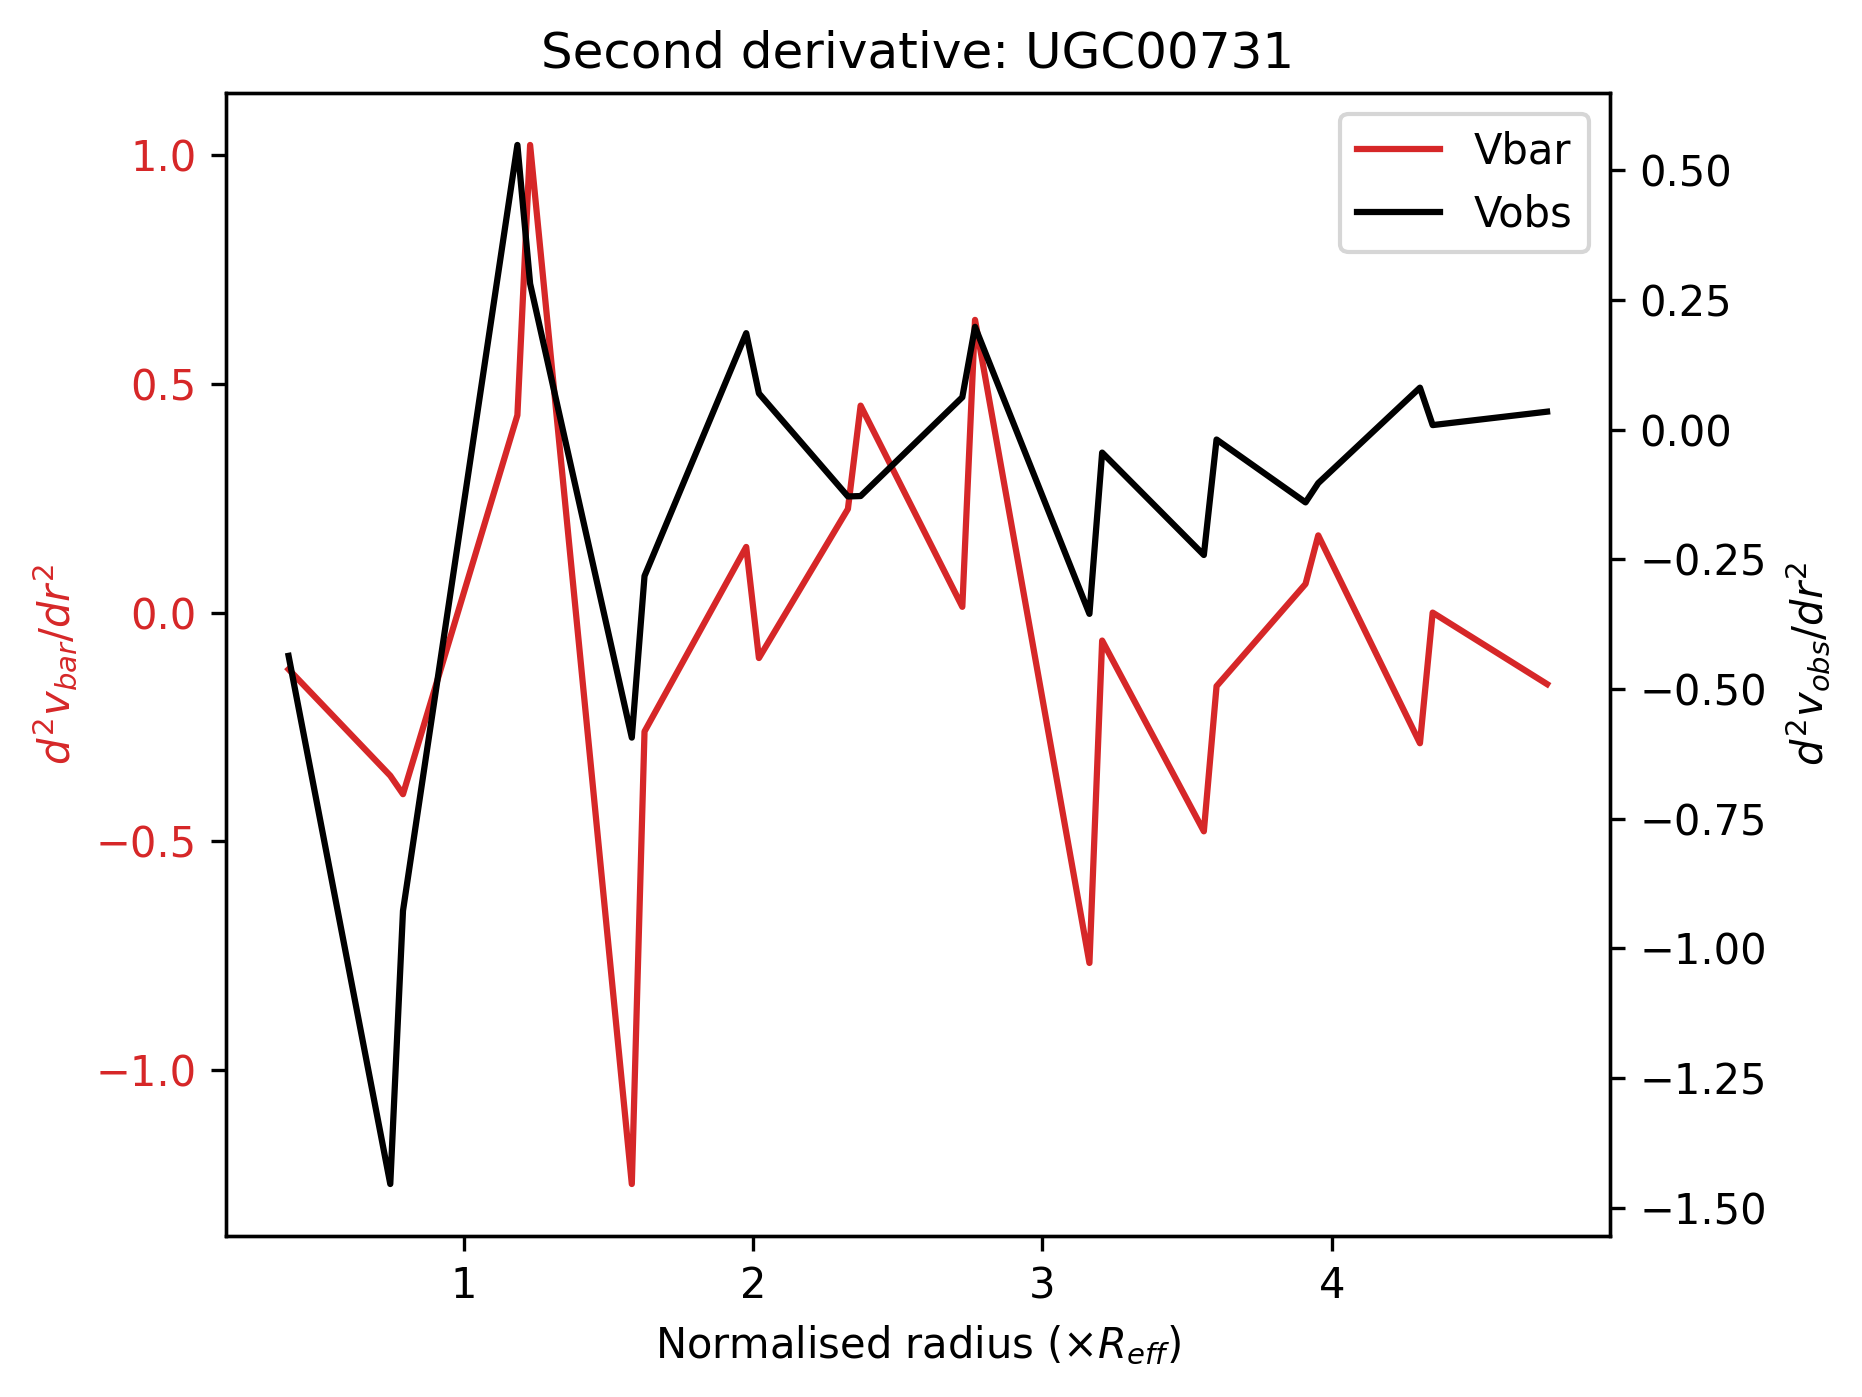 Second derivative: UGC00731
1.0
0.5
0.0
−0.5
−1.0
d²v_bar/dr²
Vbar
Vobs
0.50
0.25
0.00
−0.25
−0.50
−0.75
−1.00
−1.25
−1.50
d²v_obs/dr²
1 2 3 4
Normalised radius (×R_eff)